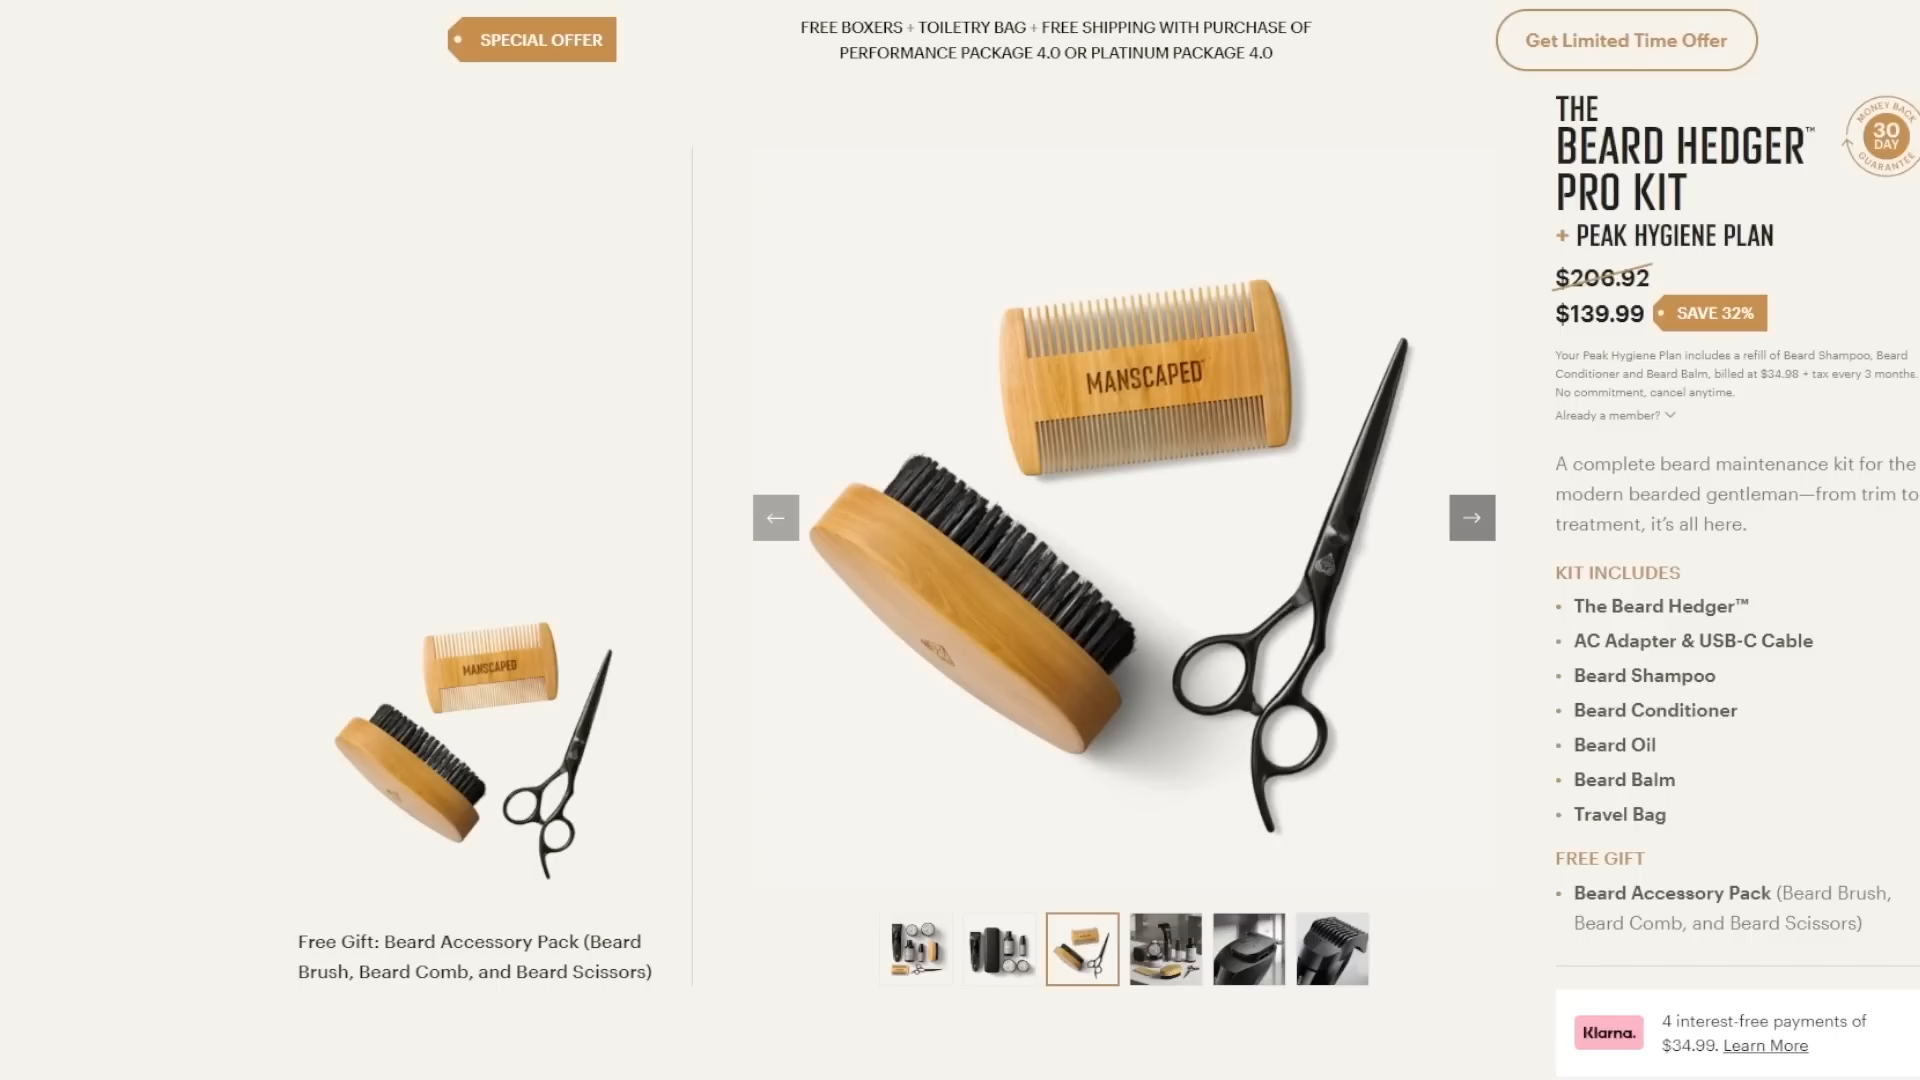 SPECIAL OFFER
FREE BOXERS + TOILETRY BAG + FREE SHIPPING WITH PURCHASE OF
PERFORMANCE PACKAGE 4.0 OR PLATINUM PACKAGE 4.0
Get Limited Time Offer
MANSCAPED
Free Gift: Beard Accessory Pack (Beard
Brush, Beard Comb, and Beard Scissors)
MANSCAPED
THE
BEARD HEDGER™
PRO KIT
+ PEAK HYGIENE PLAN
MONEY BACK
30
DAY
GUARANTEE
$206.92
$139.99 SAVE 32%
Your Peak Hygiene Plan includes a refill of Beard Shampoo, Beard
Conditioner and Beard Balm, billed at $34.98 + tax every 3 months.
No commitment, cancel anytime.
Already a member?
A complete beard maintenance kit for the
modern bearded gentleman—from trim to
treatment, it's all here.
KIT INCLUDES
• The Beard Hedger™
• AC Adapter & USB-C Cable
• Beard Shampoo
• Beard Conditioner
• Beard Oil
• Beard Balm
• Travel Bag
FREE GIFT
• Beard Accessory Pack (Beard Brush,
Beard Comb, and Beard Scissors)
Klarna.
4 interest-free payments of
$34.99. Learn More